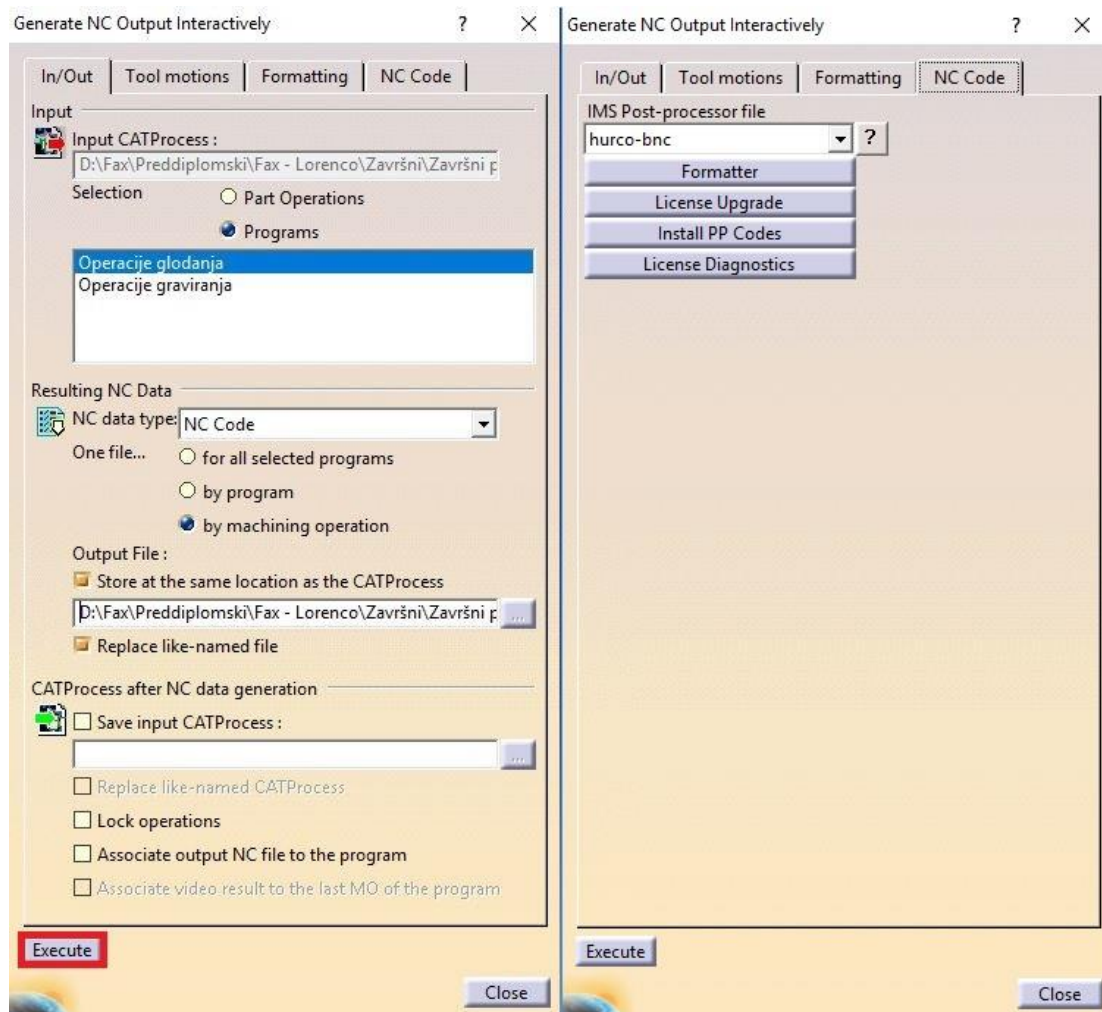 Generate NC Output Interactively ? ×
In/Out Tool motions Formatting NC Code
Input
Input CATProcess :
D:\Fax\Preddiplomski\Fax - Lorenco\Završni\Završni p
Selection
Part Operations
Programs
Operacije glodanja
Operacije graviranja
Resulting NC Data
NC data type: NC Code
One file... for all selected programs
by program
by machining operation
Output File :
Store at the same location as the CATProcess
D:\Fax\Preddiplomski\Fax - Lorenco\Završni\Završni p ...
Replace like-named file
CATProcess after NC data generation
Save input CATProcess :
...
Replace like-named CATProcess
Lock operations
Associate output NC file to the program
Associate video result to the last MO of the program
Execute
Close
Generate NC Output Interactively ? ×
In/Out Tool motions Formatting NC Code
IMS Post-processor file
hurco-bnc ?
Formatter
License Upgrade
Install PP Codes
License Diagnostics
Execute
Close